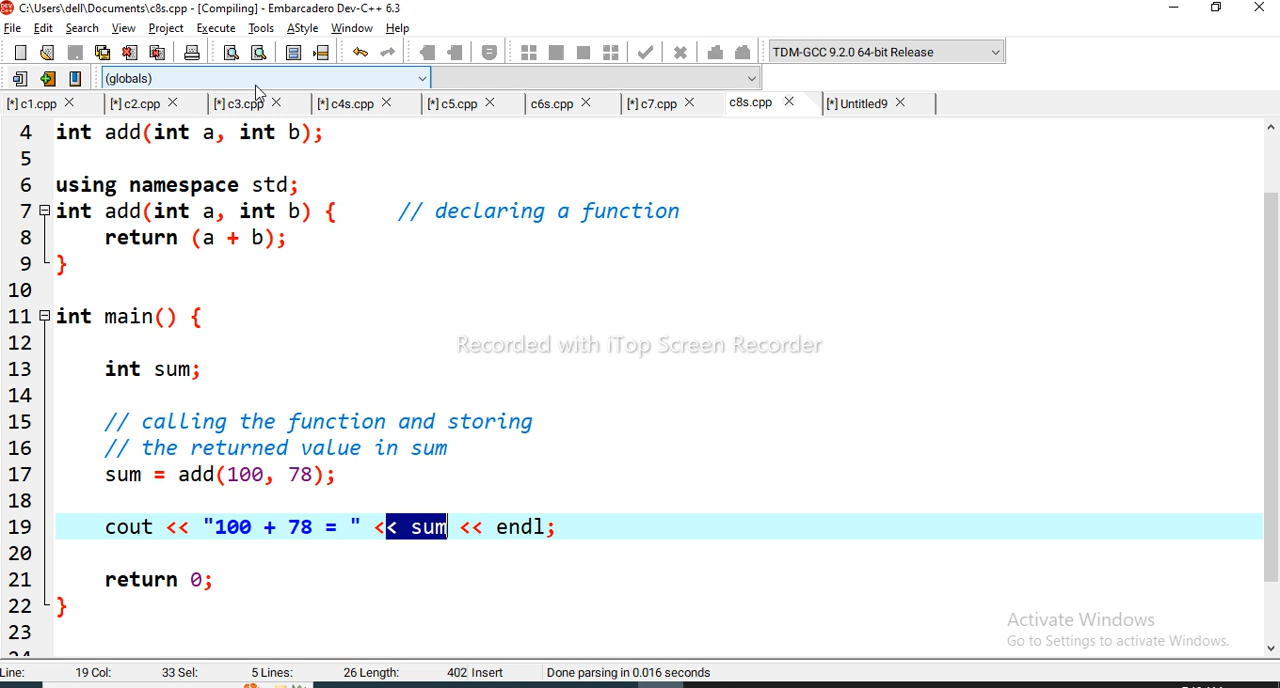 C:\Users\dell\Documents\c8s.cpp - [Compiling] - Embarcadero Dev-C++ 6.3
File Edit Search View Project Execute Tools AStyle Window Help
TDM-GCC 9.2.0 64-bit Release
(globals)
[*] c1.cpp [*] c2.cpp [*] c3.cpp [*] c4s.cpp [*] c5.cpp c6s.cpp [*] c7.cpp c8s.cpp [*] Untitled9
4 int add(int a, int b);
5
6 using namespace std;
7 int add(int a, int b) { // declaring a function
8 return (a + b);
9 }
10
11 int main() {
12
Recorded with iTop Screen Recorder
13 int sum;
14
15 // calling the function and storing
16 // the returned value in sum
17 sum = add(100, 78);
18
19 cout << "100 + 78 = " << sum << endl;
20
21 return 0;
22 }
Activate Windows
23
Go to Settings to activate Windows.
Line: 19 Col: 33 Sel: 5 Lines: 26 Length: 402 Insert Done parsing in 0.016 seconds